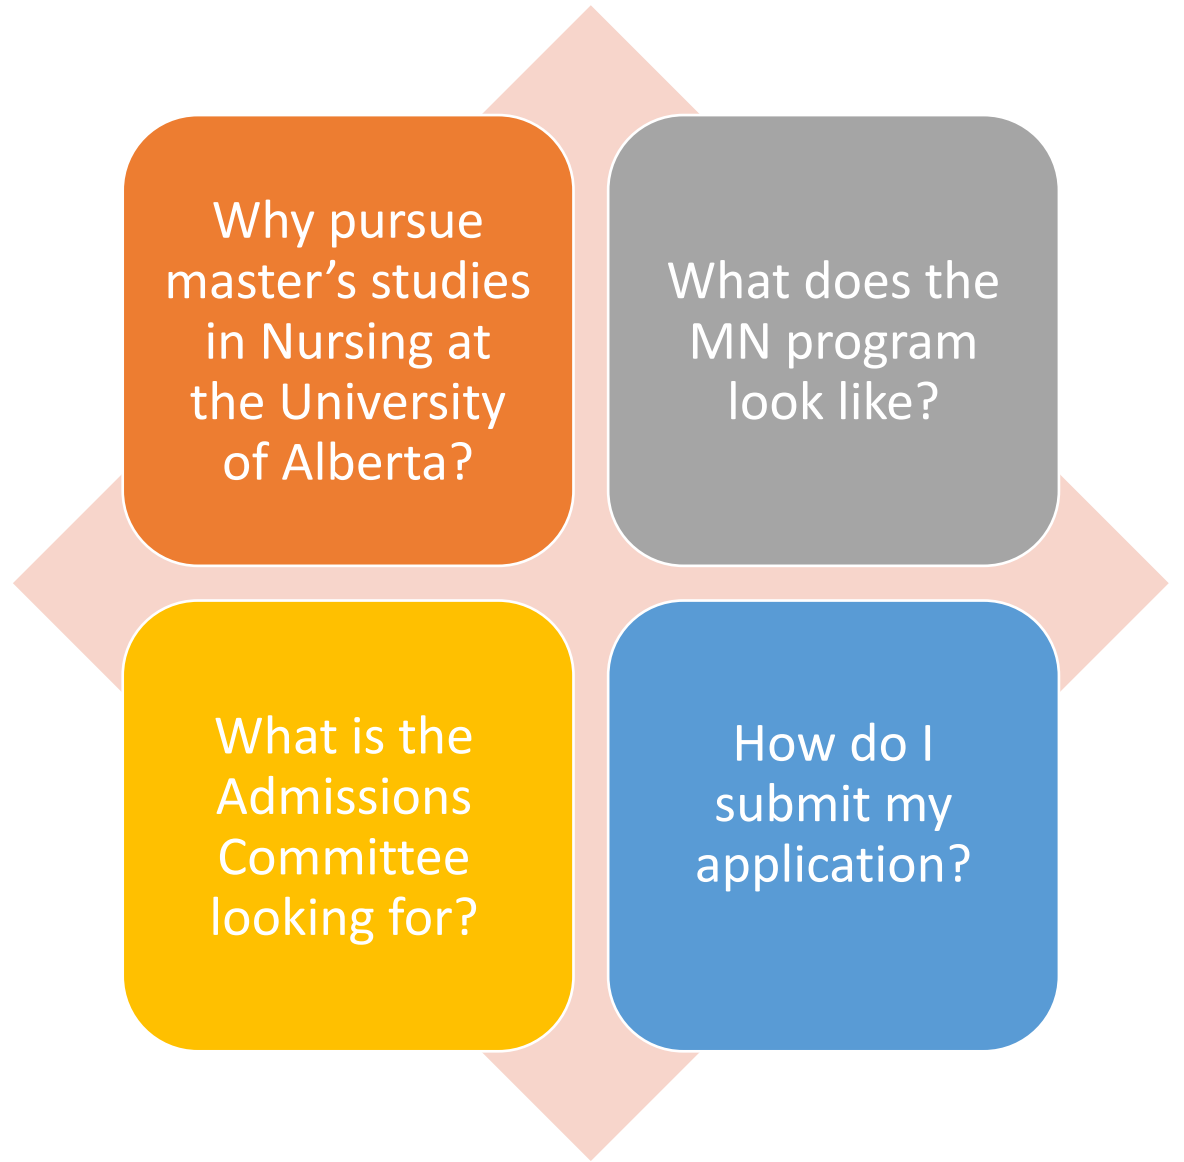 Why pursue
master’s studies
in Nursing at
the University
of Alberta?
What does the
MN program
look like?
What is the
Admissions
Committee
looking for?
How do I
submit my
application?